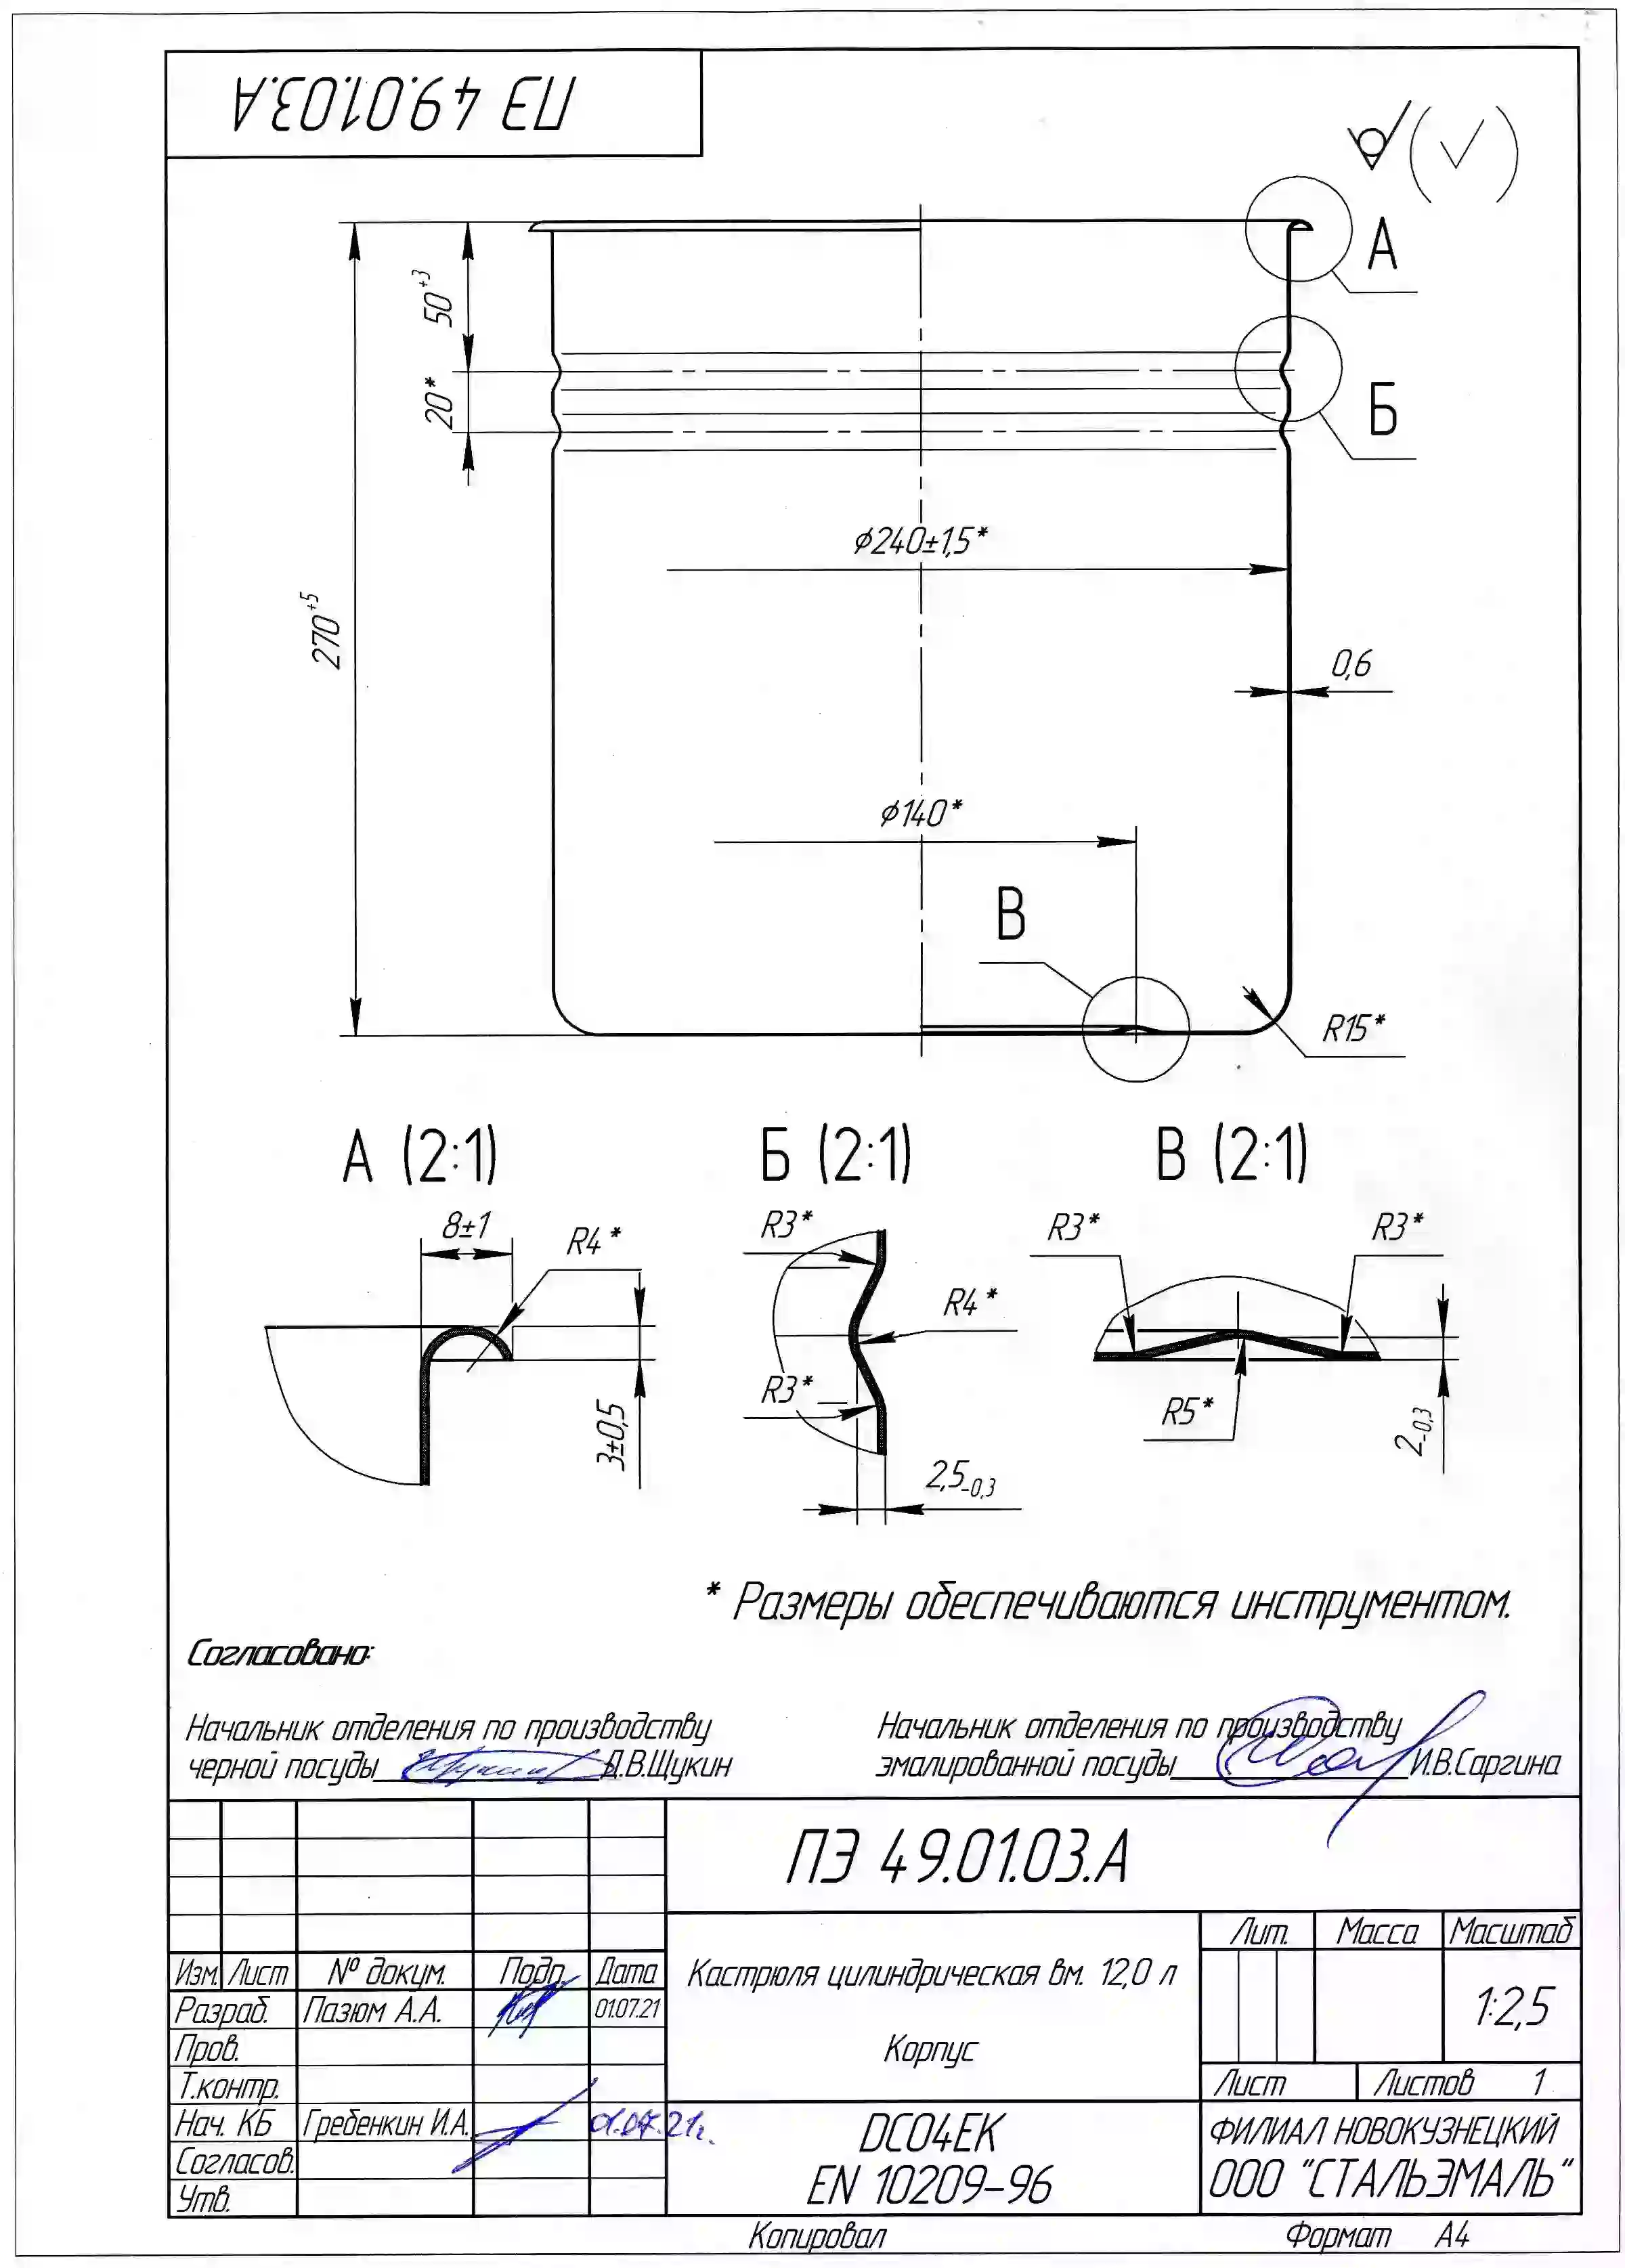 ПЭ 49.01.03.А
А
50+3
20*
Б
⌀240±1,5*
270+5
0,6
⌀140*
В
R15*
А (2:1)
Б (2:1)
В (2:1)
8±1
R4*
3±0,5
R3*
R4*
R3*
2,5-0,3
R3*
R3*
R5*
2-0,3
* Размеры обеспечиваются инструментом.
Согласовано:
Начальник отделения по производству
черной посуды Д.В.Щукин
Начальник отделения по производству
эмалированной посуды И.В.Саргина
ПЭ 49.01.03.А
Изм. Лист № докум. Подп. Дата
Разраб. Пазюм А.А. 01.07.21
Пров.
Т.контр.
Нач. КБ Гребенкин И.А. 01.07.21г.
Согласов.
Утв.
Кастрюля цилиндрическая вм. 12,0 л
Корпус
Лит. Масса Масштаб
1:2,5
Лист Листов 1
DC04EK
EN 10209-96
ФИЛИАЛ НОВОКУЗНЕЦКИЙ
ООО "СТАЛЬЭМАЛЬ"
Копировал Формат А4